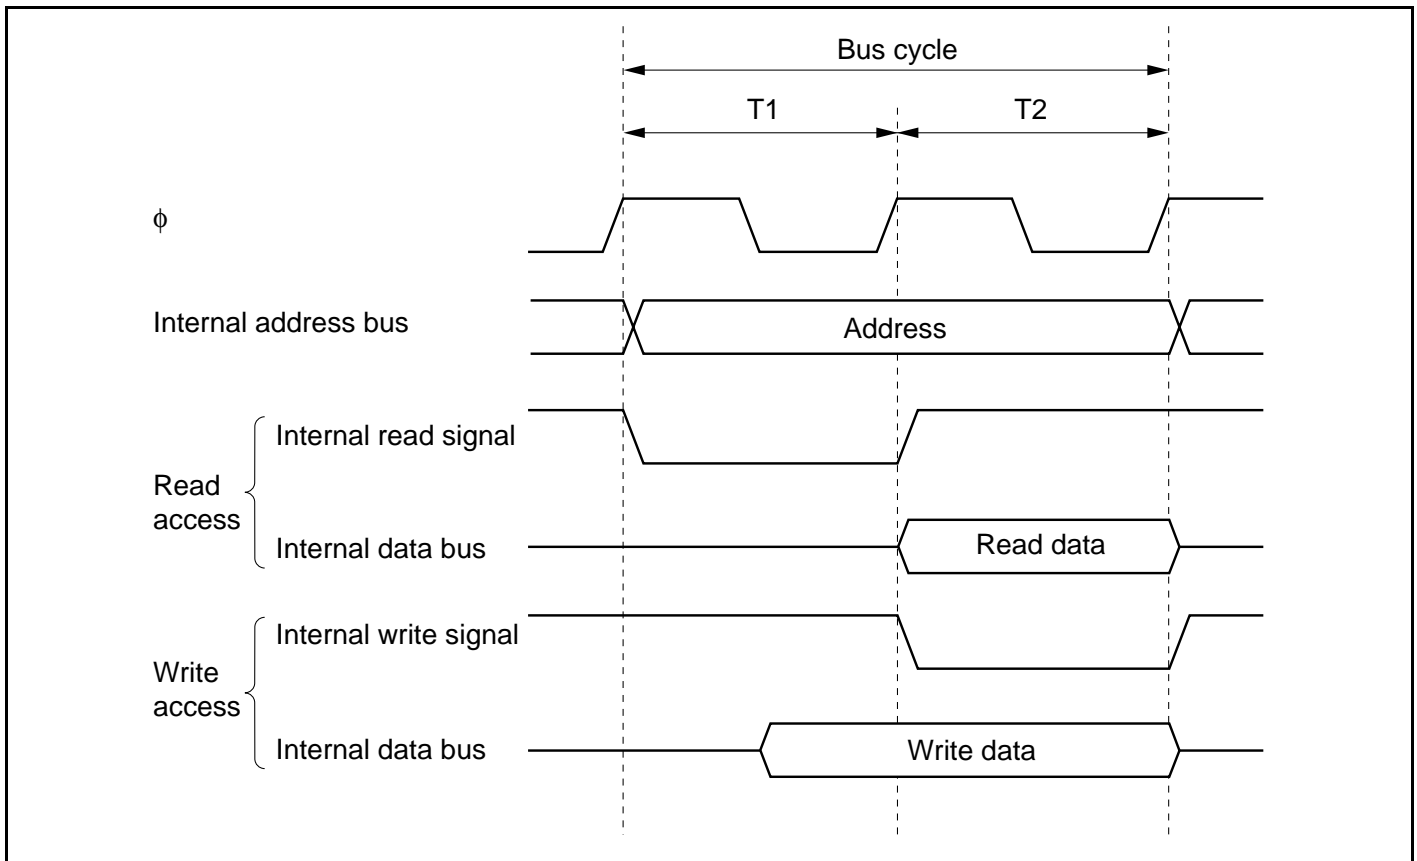 Bus cycle
T1
T2
ϕ
Internal address bus
Address
Read
access
Internal read signal
Internal data bus
Read data
Write
access
Internal write signal
Internal data bus
Write data